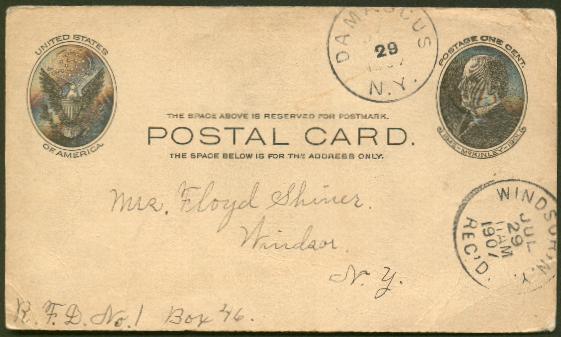 UNITED STATES
OF AMERICA.
DAMASCUS
29
N.Y.
POSTAGE ONE CENT.
McKINLEY
THE SPACE ABOVE IS RESERVED FOR POSTMARK.
POSTAL CARD.
THE SPACE BELOW IS FOR THE ADDRESS ONLY.
WINDSOR, N.Y.
JUL
29
11AM
1907
REC'D.
Mrs. Floyd Shiner.
Windsor
N. Y.
R. F. D. No. 1 Box 46.